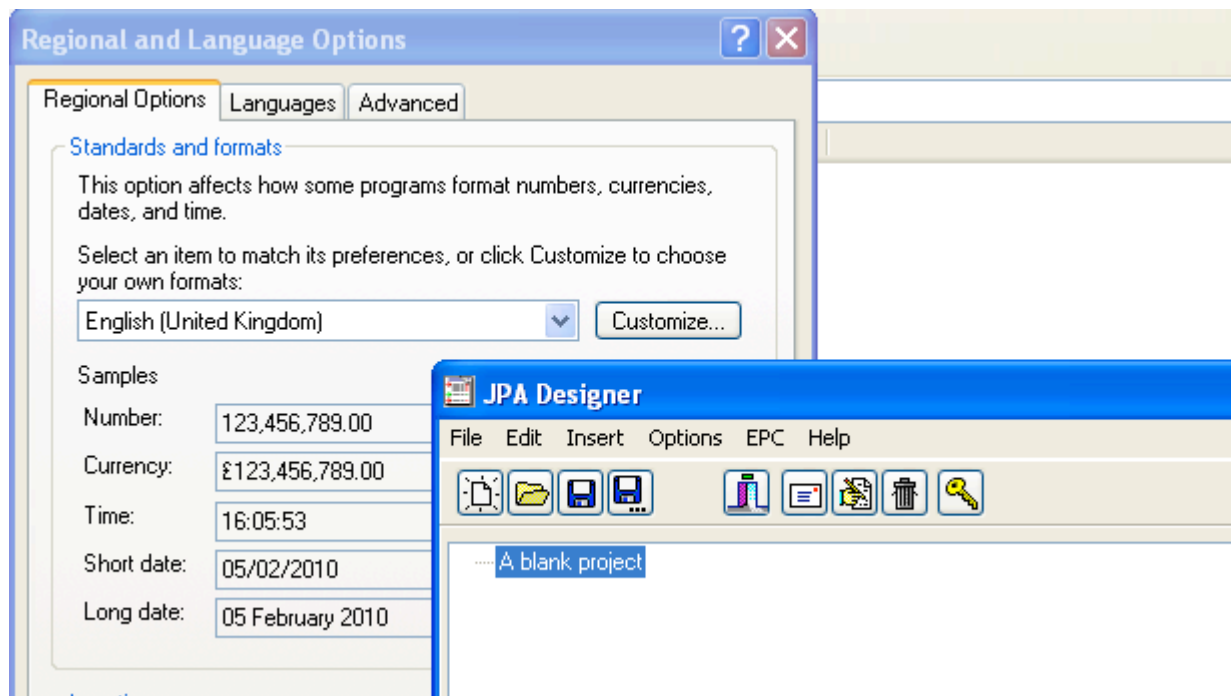 Regional and Language Options
Regional Options Languages Advanced
Standards and formats
This option affects how some programs format numbers, currencies,
dates, and time.
Select an item to match its preferences, or click Customize to choose
your own formats:
English (United Kingdom) Customize...
Samples
Number: 123,456,789.00
Currency: £123,456,789.00
Time: 16:05:53
Short date: 05/02/2010
Long date: 05 February 2010
JPA Designer
File Edit Insert Options EPC Help
A blank project